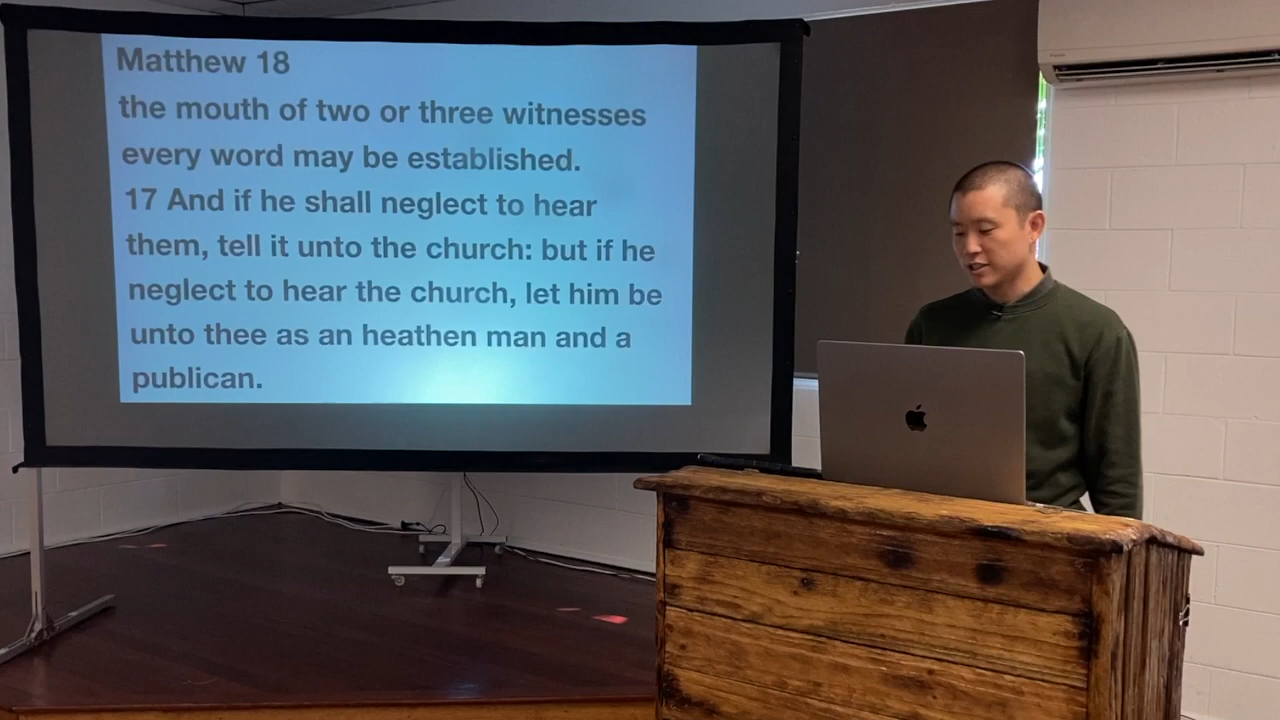 Matthew 18
the mouth of two or three witnesses
every word may be established.
17 And if he shall neglect to hear
them, tell it unto the church: but if he
neglect to hear the church, let him be
unto thee as an heathen man and a
publican.